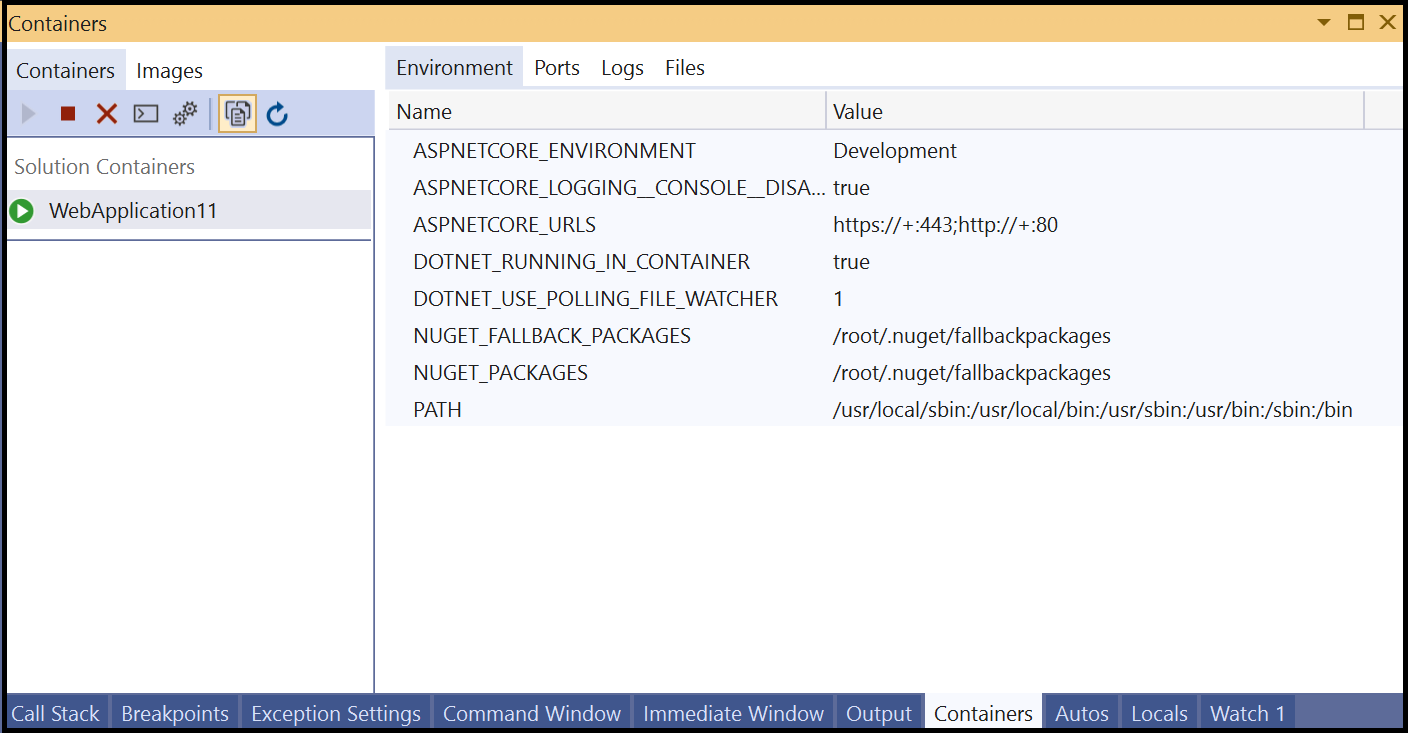 Containers
Containers Images
Environment Ports Logs Files
Name Value
Solution Containers
WebApplication11
ASPNETCORE_ENVIRONMENT Development
ASPNETCORE_LOGGING__CONSOLE__DISA... true
ASPNETCORE_URLS https://+:443;http://+:80
DOTNET_RUNNING_IN_CONTAINER true
DOTNET_USE_POLLING_FILE_WATCHER 1
NUGET_FALLBACK_PACKAGES /root/.nuget/fallbackpackages
NUGET_PACKAGES /root/.nuget/fallbackpackages
PATH /usr/local/sbin:/usr/local/bin:/usr/sbin:/usr/bin:/sbin:/bin
Call Stack Breakpoints Exception Settings Command Window Immediate Window Output Containers Autos Locals Watch 1